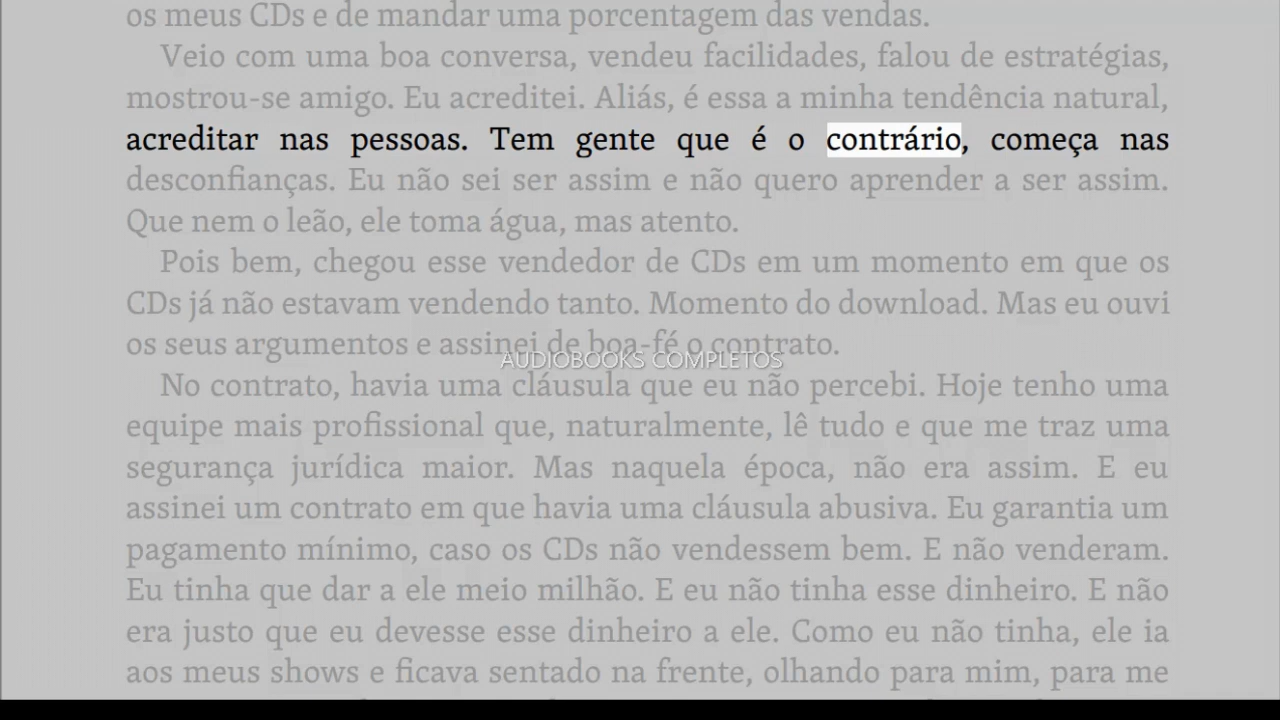 os meus CDs e de mandar uma porcentagem das vendas.
Veio com uma boa conversa, vendeu facilidades, falou de estratégias,
mostrou-se amigo. Eu acreditei. Aliás, é essa a minha tendência natural,
acreditar nas pessoas. Tem gente que é o contrário, começa nas
desconfianças. Eu não sei ser assim e não quero aprender a ser assim.
Que nem o leão, ele toma água, mas atento.
Pois bem, chegou esse vendedor de CDs em um momento em que os
CDs já não estavam vendendo tanto. Momento do download. Mas eu ouvi
os seus argumentos e assinei de boa-fé o contrato.
AUDIOBOOKS COMPLETOS
No contrato, havia uma cláusula que eu não percebi. Hoje tenho uma
equipe mais profissional que, naturalmente, lê tudo e que me traz uma
segurança jurídica maior. Mas naquela época, não era assim. E eu
assinei um contrato em que havia uma cláusula abusiva. Eu garantia um
pagamento mínimo, caso os CDs não vendessem bem. E não venderam.
Eu tinha que dar a ele meio milhão. E eu não tinha esse dinheiro. E não
era justo que eu devesse esse dinheiro a ele. Como eu não tinha, ele ia
aos meus shows e ficava sentado na frente, olhando para mim, para me